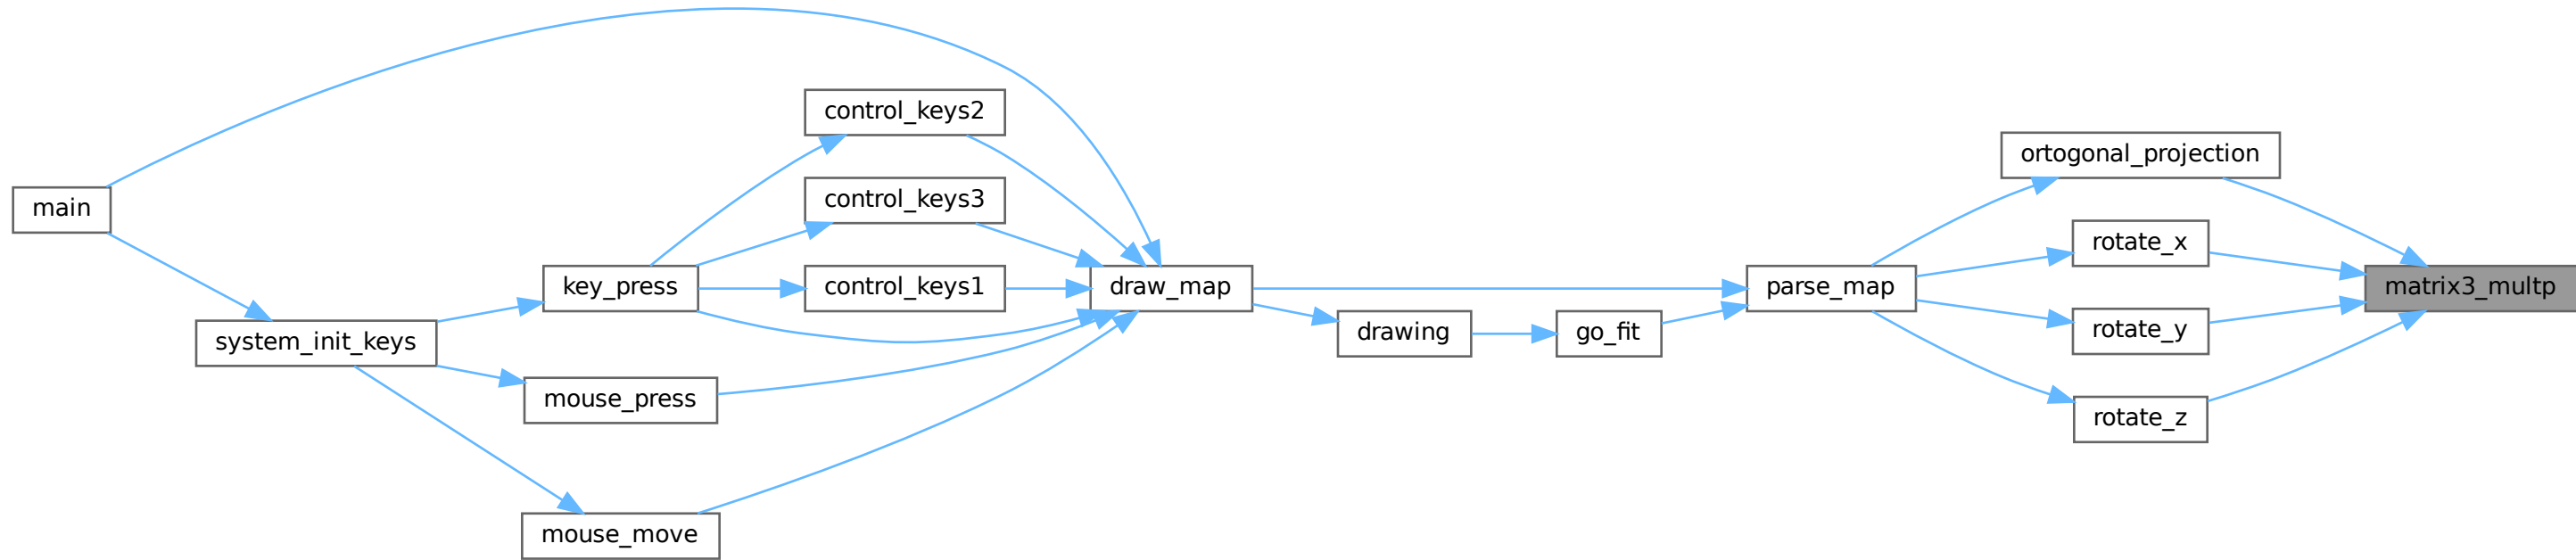 main
system_init_keys
key_press
mouse_press
mouse_move
control_keys2
control_keys3
control_keys1
draw_map
drawing
go_fit
parse_map
ortogonal_projection
rotate_x
rotate_y
rotate_z
matrix3_multp